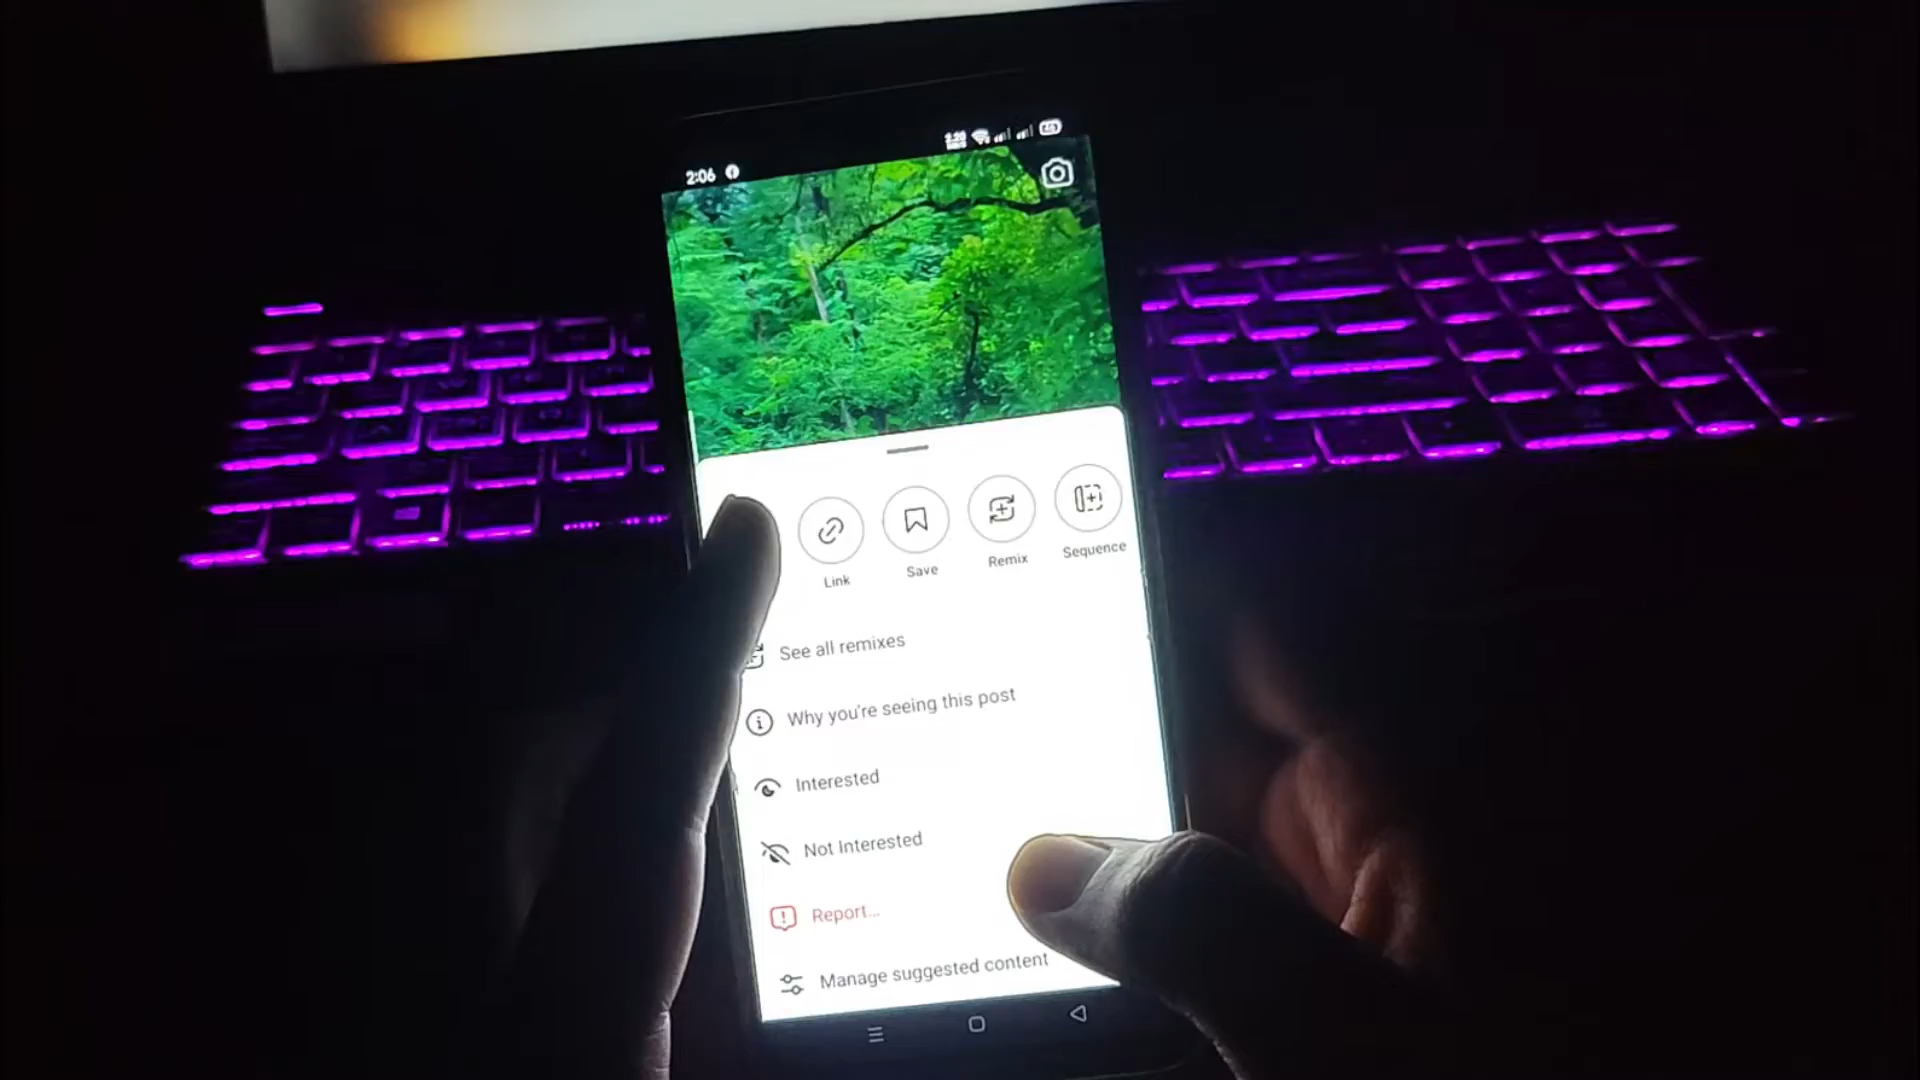 2:06
Link
Save
Remix
Sequence
See all remixes
Why you're seeing this post
Interested
Not Interested
Report...
Manage suggested content